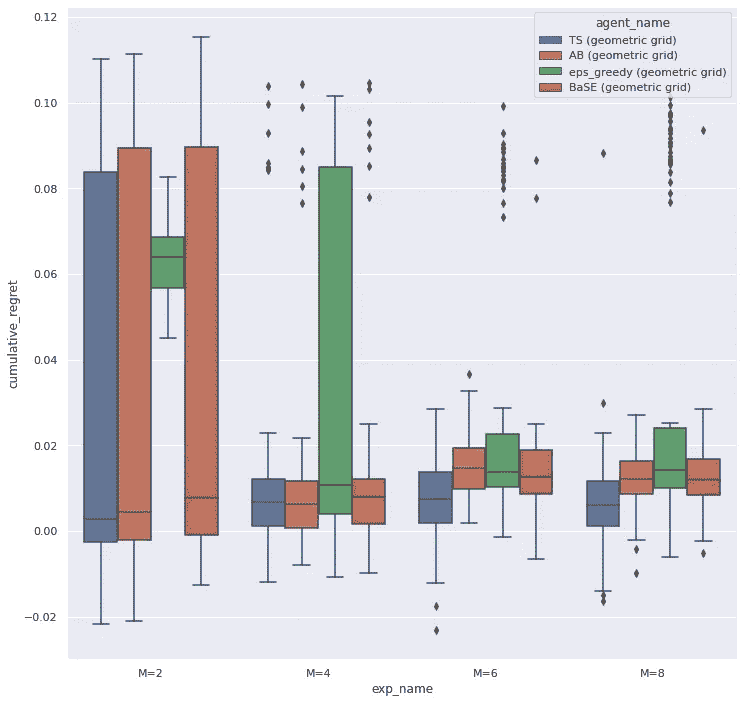 agent_name
TS (geometric grid)
AB (geometric grid)
eps_greedy (geometric grid)
BaSE (geometric grid)
cumulative_regret
0.12
0.10
0.08
0.06
0.04
0.02
0.00
−0.02
M=2
M=4
M=6
M=8
exp_name